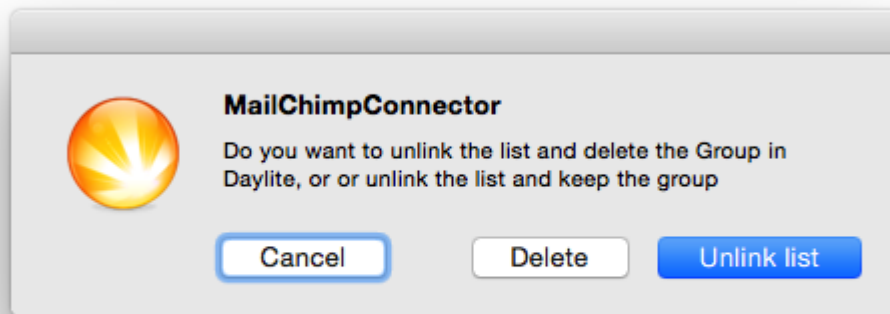 MailChimpConnector
Do you want to unlink the list and delete the Group in
Daylite, or or unlink the list and keep the group
Cancel
Delete
Unlink list